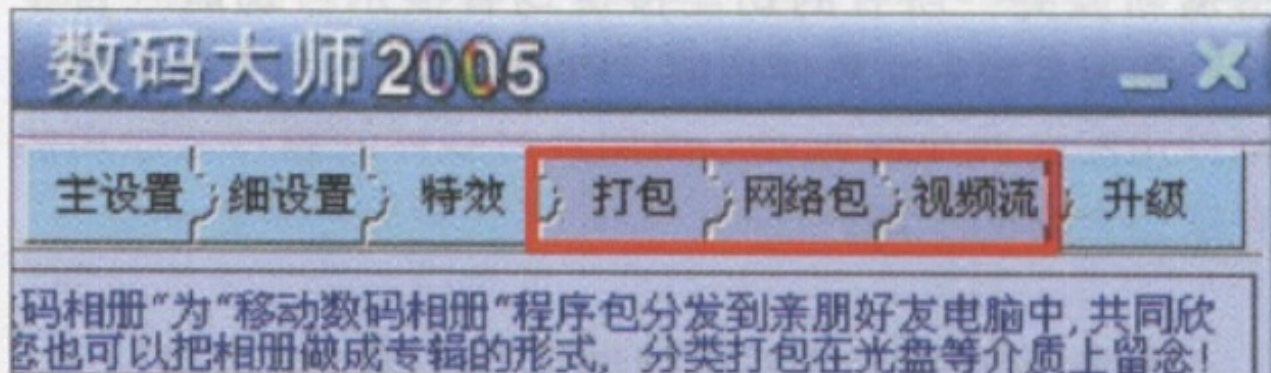 数码大师2005
主设置 细设置 特效 打包 网络包 视频流 升级
码相册"为"移动数码相册"程序包分发到亲朋好友电脑中,共同欣
您也可以把相册做成专辑的形式，分类打包在光盘等介质上留念!